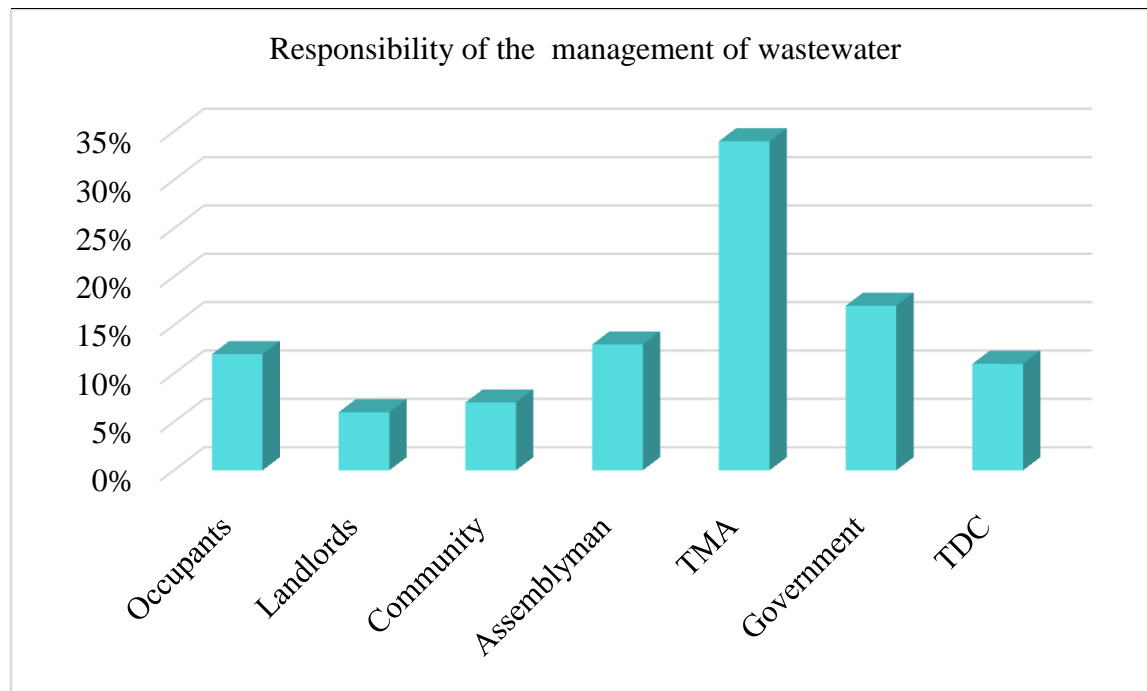 Responsibility of the  management of wastewater
35%
30%
25%
20%
15%
10%
5%
0%
Occupants
Landlords
Community
Assemblyman
TMA
Government
TDC